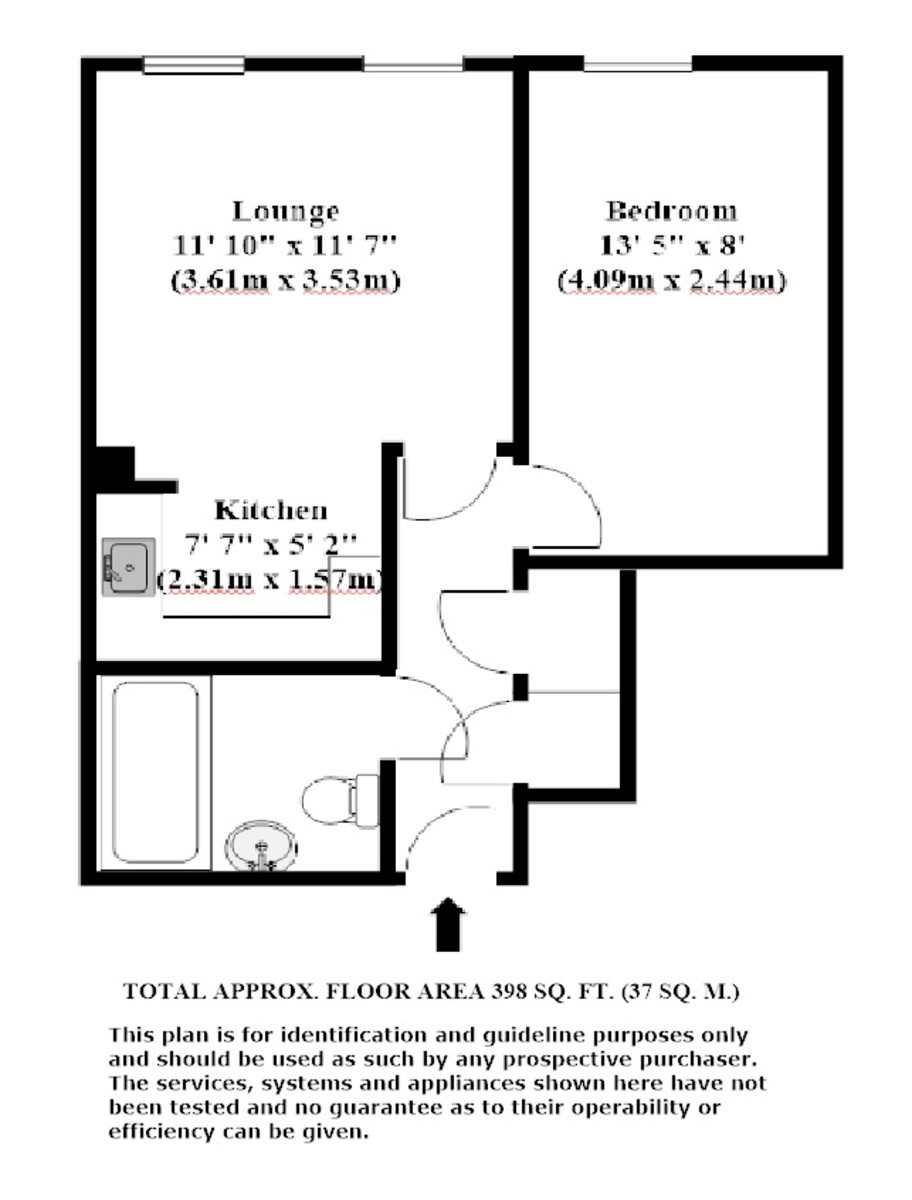 Lounge
11' 10" x 11' 7"
(3.61m x 3.53m)
Bedroom
13' 5" x 8'
(4.09m x 2.44m)
Kitchen
7' 7" x 5' 2"
(2.31m x 1.57m)
TOTAL APPROX. FLOOR AREA 398 SQ. FT. (37 SQ. M.)
This plan is for identification and guideline purposes only
and should be used as such by any prospective purchaser.
The services, systems and appliances shown here have not
been tested and no guarantee as to their operability or
efficiency can be given.